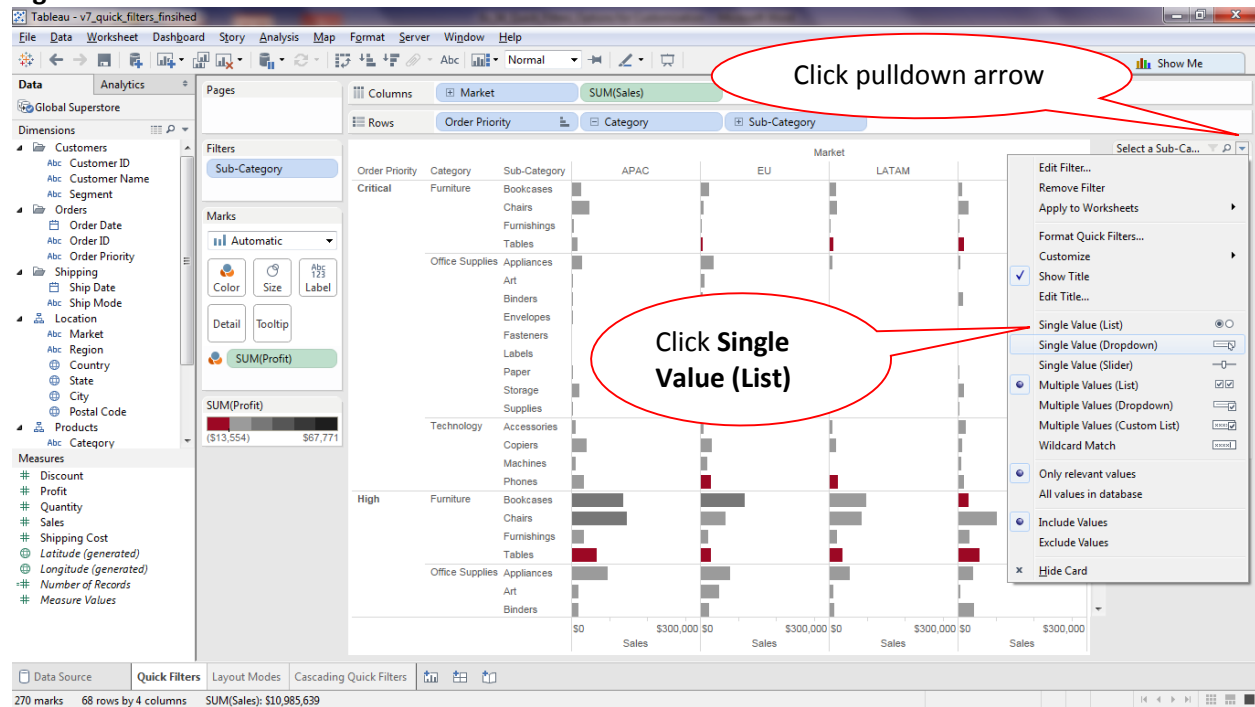 Tableau - v7_quick_filters_finsihed
File Data Worksheet Dashboard Story Analysis Map Format Server Window Help
Abc Normal Show Me
Click pulldown arrow
Data Analytics
Global Superstore
Dimensions
Customers
Abc Customer ID
Abc Customer Name
Abc Segment
Orders
Order Date
Abc Order ID
Abc Order Priority
Shipping
Ship Date
Abc Ship Mode
Location
Abc Market
Abc Region
Country
State
City
Postal Code
Products
Abc Category
Measures
# Discount
# Profit
# Quantity
# Sales
# Shipping Cost
Latitude (generated)
Longitude (generated)
=# Number of Records
# Measure Values
Pages
Filters
Sub-Category
Marks
Automatic
Color Size Abc 123 Label
Detail Tooltip
SUM(Profit)
SUM(Profit)
($13,554) $67,771
Columns Market SUM(Sales)
Rows Order Priority Category Sub-Category
Market
Order Priority Category Sub-Category APAC EU LATAM
Critical Furniture Bookcases
Chairs
Furnishings
Tables
Office Supplies Appliances
Art
Binders
Envelopes
Fasteners
Labels
Paper
Storage
Supplies
Technology Accessories
Copiers
Machines
Phones
High Furniture Bookcases
Chairs
Furnishings
Tables
Office Supplies Appliances
Art
Binders
$0 $300,000 $0 $300,000 $0 $300,000 $0 $300,000
Sales Sales Sales Sales
Click Single
Value (List)
Select a Sub-Ca...
Edit Filter...
Remove Filter
Apply to Worksheets
Format Quick Filters...
Customize
Show Title
Edit Title...
Single Value (List)
Single Value (Dropdown)
Single Value (Slider)
Multiple Values (List)
Multiple Values (Dropdown)
Multiple Values (Custom List)
Wildcard Match
Only relevant values
All values in database
Include Values
Exclude Values
Hide Card
Data Source Quick Filters Layout Modes Cascading Quick Filters
270 marks 68 rows by 4 columns SUM(Sales): $10,985,639